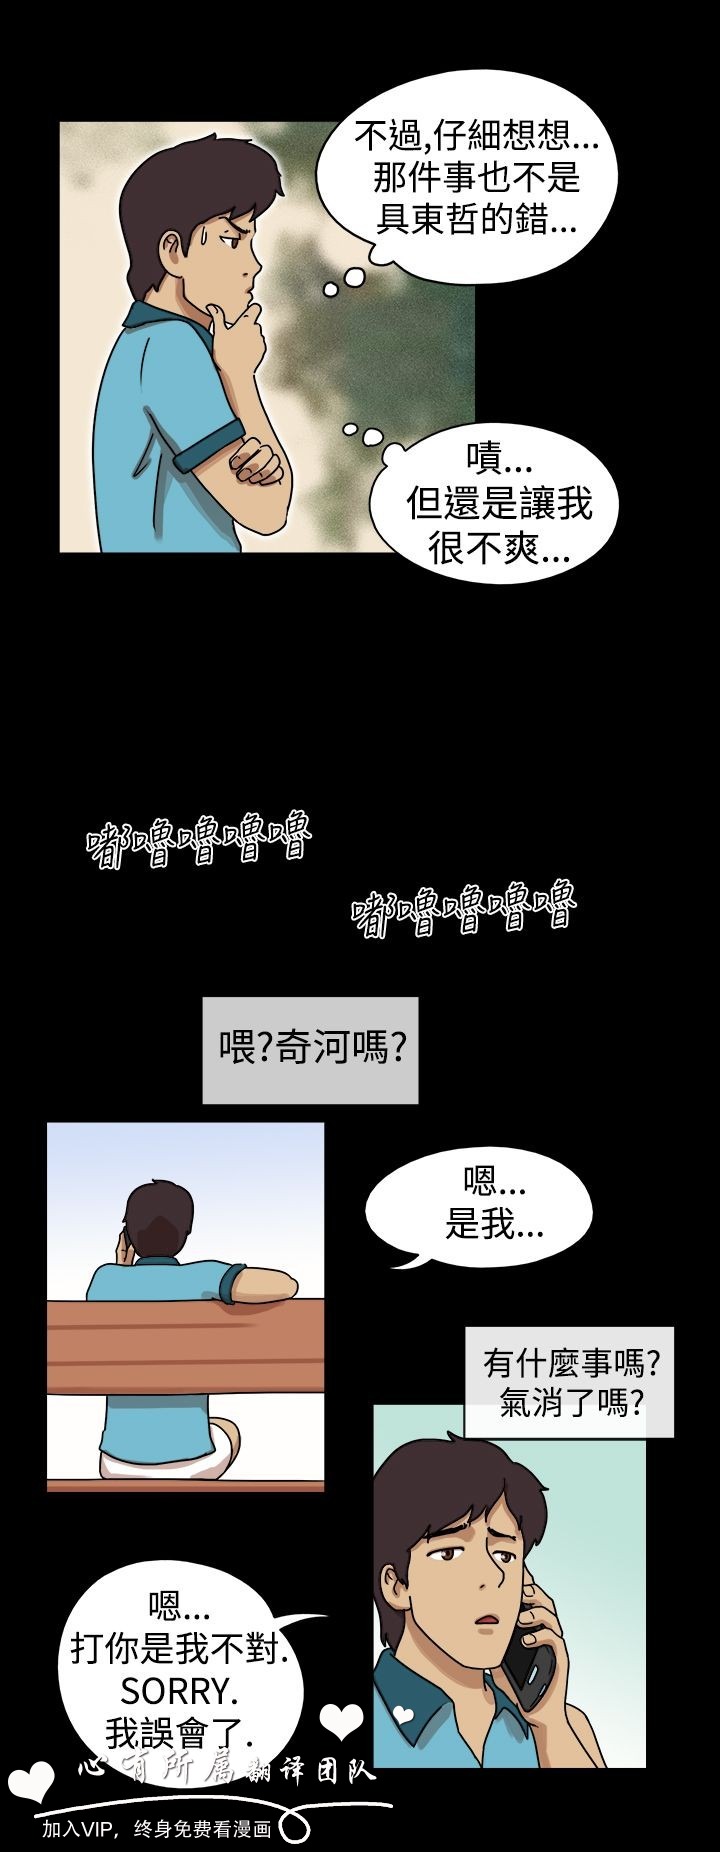 不過,仔細想想...
那件事也不是
具東哲的錯...
嘖...
但還是讓我
很不爽...
嘟嚕嚕嚕嚕
嘟嚕嚕嚕嚕
喂?奇河嗎?
嗯...
是我...
有什麼事嗎?
氣消了嗎?
嗯...
打你是我不對.
SORRY.
我誤會了.
心有所属翻译团队
加入VIP，终身免费看漫画